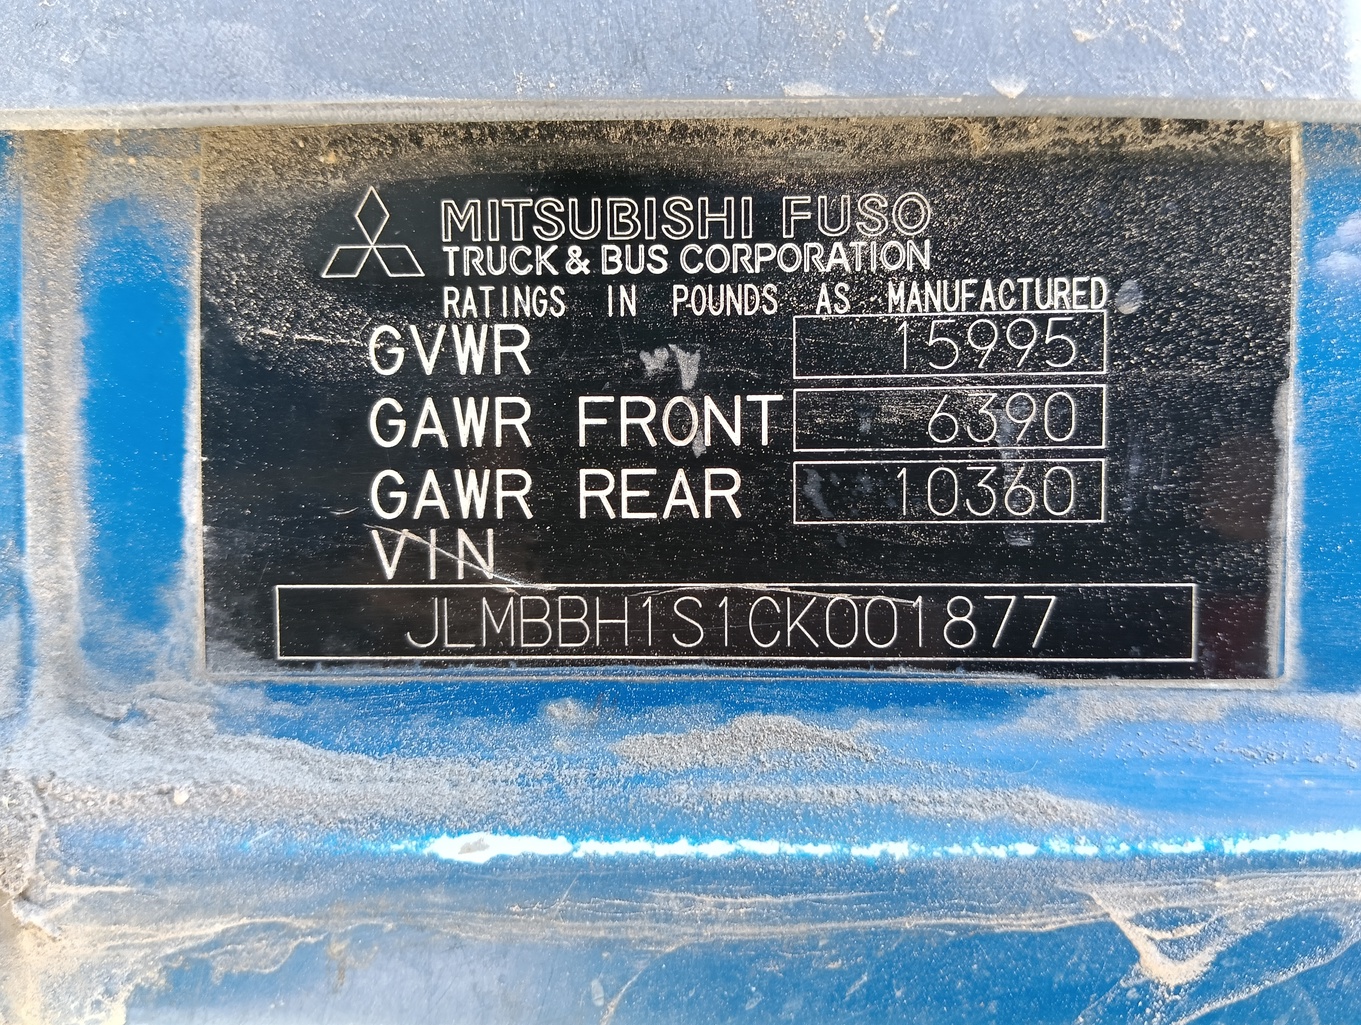 MITSUBISHI FUSO
TRUCK & BUS CORPORATION
RATINGS IN POUNDS AS MANUFACTURED
GVWR 15995
GAWR FRONT 6390
GAWR REAR 10360
VIN
JLMBBH1S1CK001877